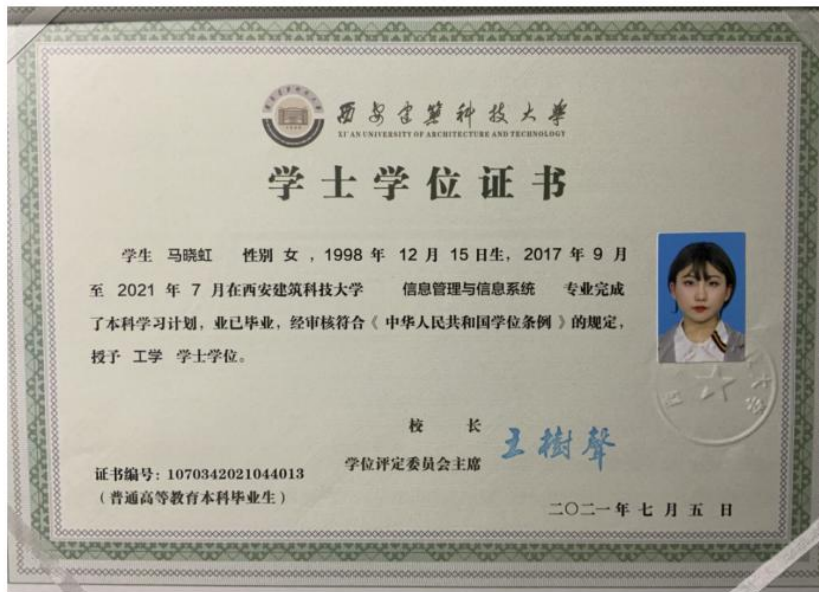 西安建筑科技大学
XI'AN UNIVERSITY OF ARCHITECTURE AND TECHNOLOGY
学士学位证书
学生 马晓虹 性别 女 ，1998 年 12 月 15 日生，2017 年 9 月
至 2021 年 7 月在西安建筑科技大学 信息管理与信息系统 专业完成
了本科学习计划，业已毕业，经审核符合《 中华人民共和国学位条例 》的规定，
授予 工学 学士学位。
校 长
学位评定委员会主席
王樹聲
证书编号：1070342021044013
（普通高等教育本科毕业生）
二〇二一年 七 月 五 日